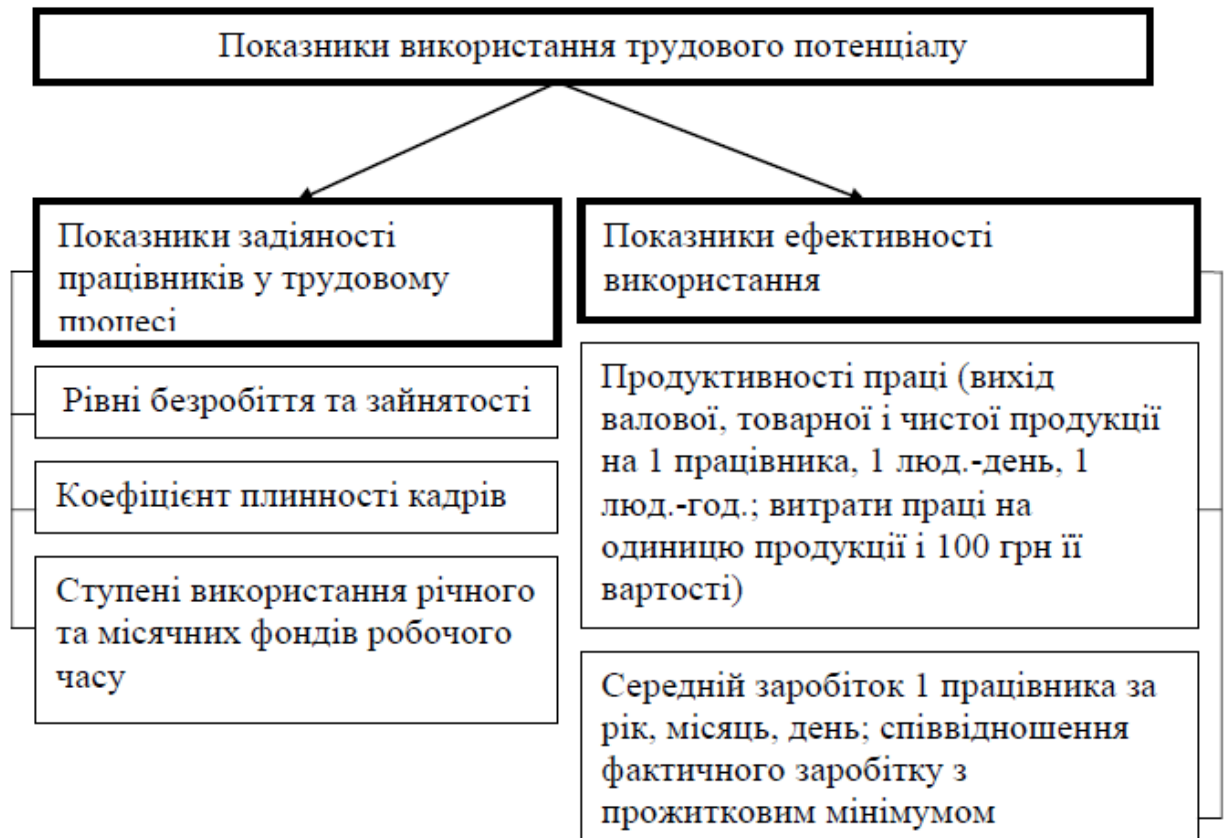 Показники використання трудового потенціалу
Показники задіяності
працівників у трудовому
процесі
Рівні безробіття та зайнятості
Коефіцієнт плинності кадрів
Ступені використання річного
та місячних фондів робочого
часу
Показники ефективності
використання
Продуктивності праці (вихід
валової, товарної і чистої продукції
на 1 працівника, 1 люд.-день, 1
люд.-год.; витрати праці на
одиницю продукції і 100 грн її
вартості)
Середній заробіток 1 працівника за
рік, місяць, день; співвідношення
фактичного заробітку з
прожитковим мінімумом